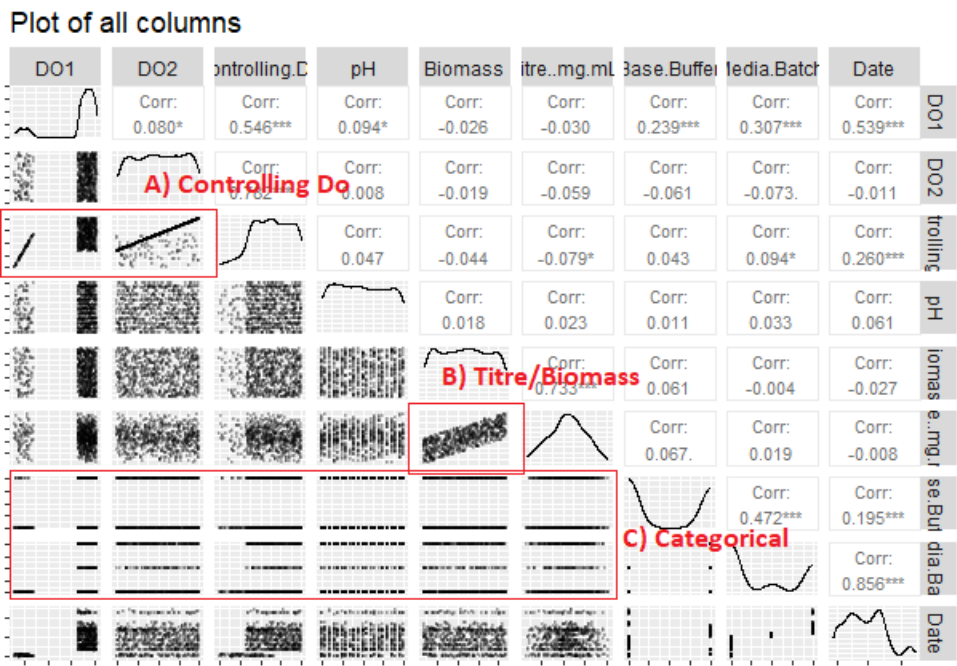 Plot of all columns
DO1 DO2 ontrolling.D pH Biomass itre..mg.mL Base.Buffer Media.Batch Date
Corr: Corr: Corr: Corr: Corr: Corr: Corr: Corr:
0.080* 0.546*** 0.094* -0.026 -0.030 0.239*** 0.307*** 0.539***
DO1
Corr: Corr: Corr: Corr: Corr: Corr: Corr:
A) Controlling Do
0.008 -0.019 -0.059 -0.061 -0.073. -0.011
DO2
Corr: Corr: Corr: Corr: Corr: Corr:
0.047 -0.044 -0.079* 0.043 0.094* 0.260***
trolling
Corr: Corr: Corr: Corr: Corr:
0.018 0.023 0.011 0.033 0.061
pH
Corr: Corr: Corr: Corr:
B) Titre/Biomass
0.733*** 0.061 -0.004 -0.027
iomas
Corr: Corr: Corr:
0.067. 0.019 -0.008
e..mg.r
Corr: Corr:
0.472*** 0.195***
se.Buf
C) Categorical
Corr:
0.856***
dia.Ba
Date